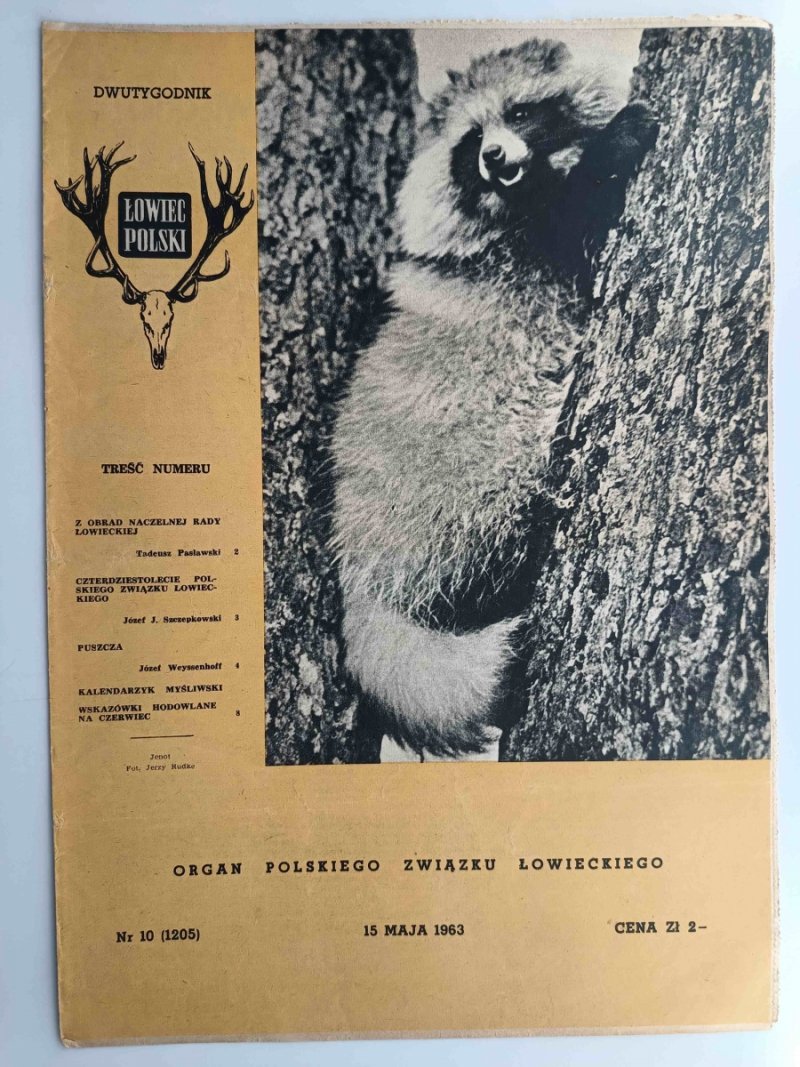 DWUTYGODNIK
ŁOWIEC
POLSKI
TREŚĆ NUMERU
Z OBRAD NACZELNEJ RADY
ŁOWIECKIEJ
Tadeusz Pasławski 2
CZTERDZIESTOLECIE POL-
SKIEGO ZWIĄZKU ŁOWIEC-
KIEGO
Józef J. Szczepkowski 3
PUSZCZA
Józef Weyssenhoff 4
KALENDARZYK MYŚLIWSKI
WSKAZÓWKI HODOWLANE
NA CZERWIEC 8
Jenot
Fot. Jerzy Rudke
ORGAN POLSKIEGO ZWIĄZKU ŁOWIECKIEGO
Nr 10 (1205) 15 MAJA 1963 CENA Zł 2-